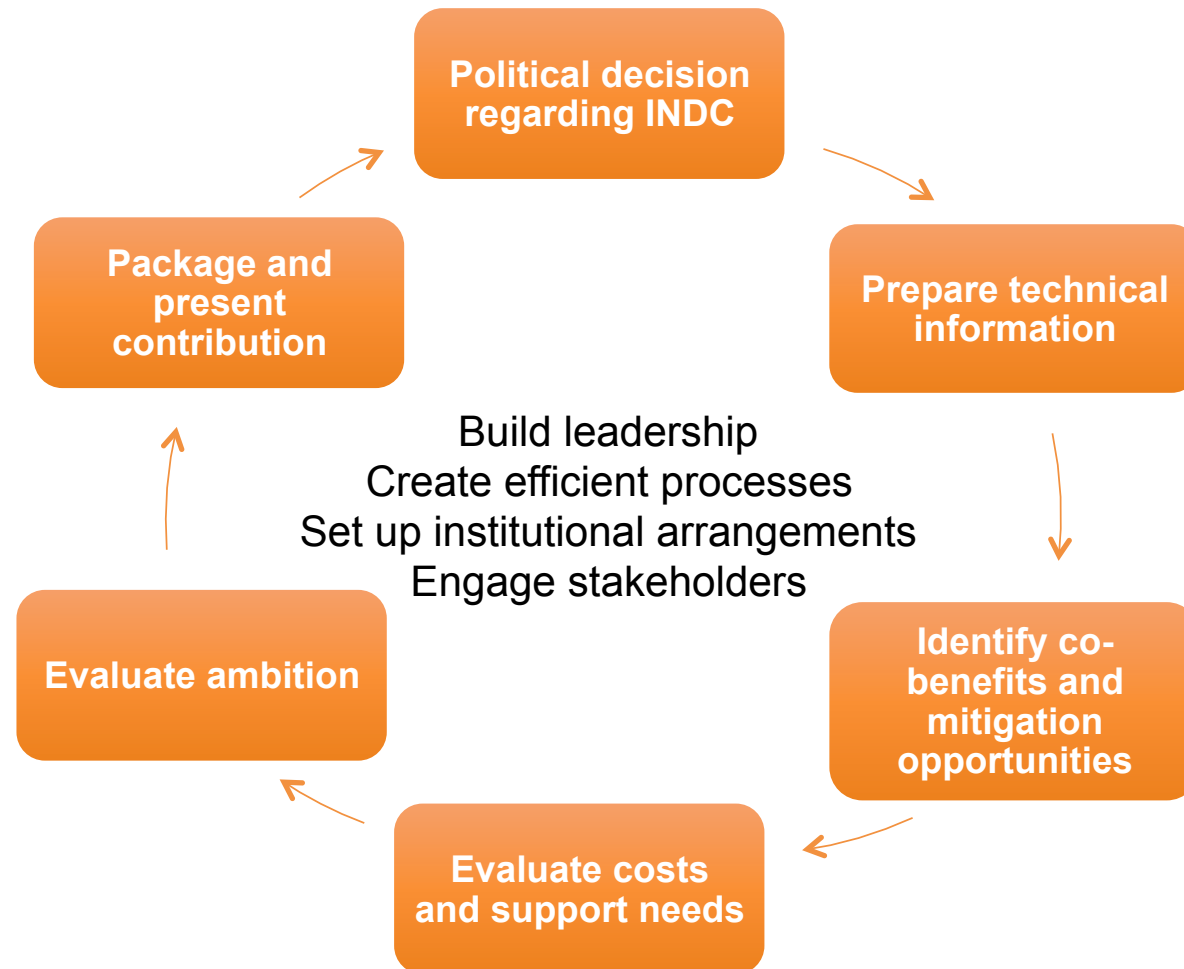 Political decision
regarding INDC
Prepare technical
information
Identify co-
benefits and
mitigation
opportunities
Evaluate costs
and support needs
Evaluate ambition
Package and
present
contribution
Build leadership
Create efficient processes
Set up institutional arrangements
Engage stakeholders